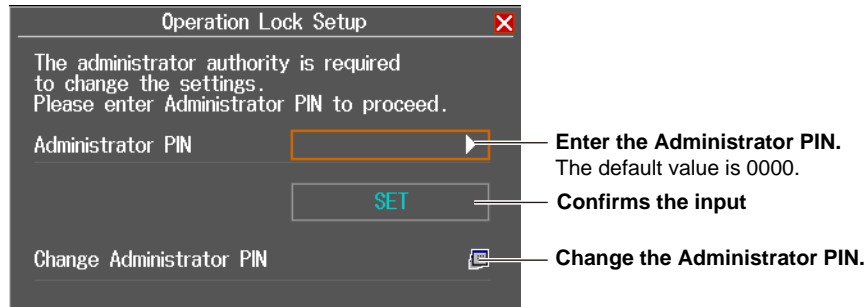 Operation Lock Setup
The administrator authority is required
to change the settings.
Please enter Administrator PIN to proceed.
Administrator PIN
Enter the Administrator PIN.
The default value is 0000.
SET
Confirms the input
Change Administrator PIN
Change the Administrator PIN.